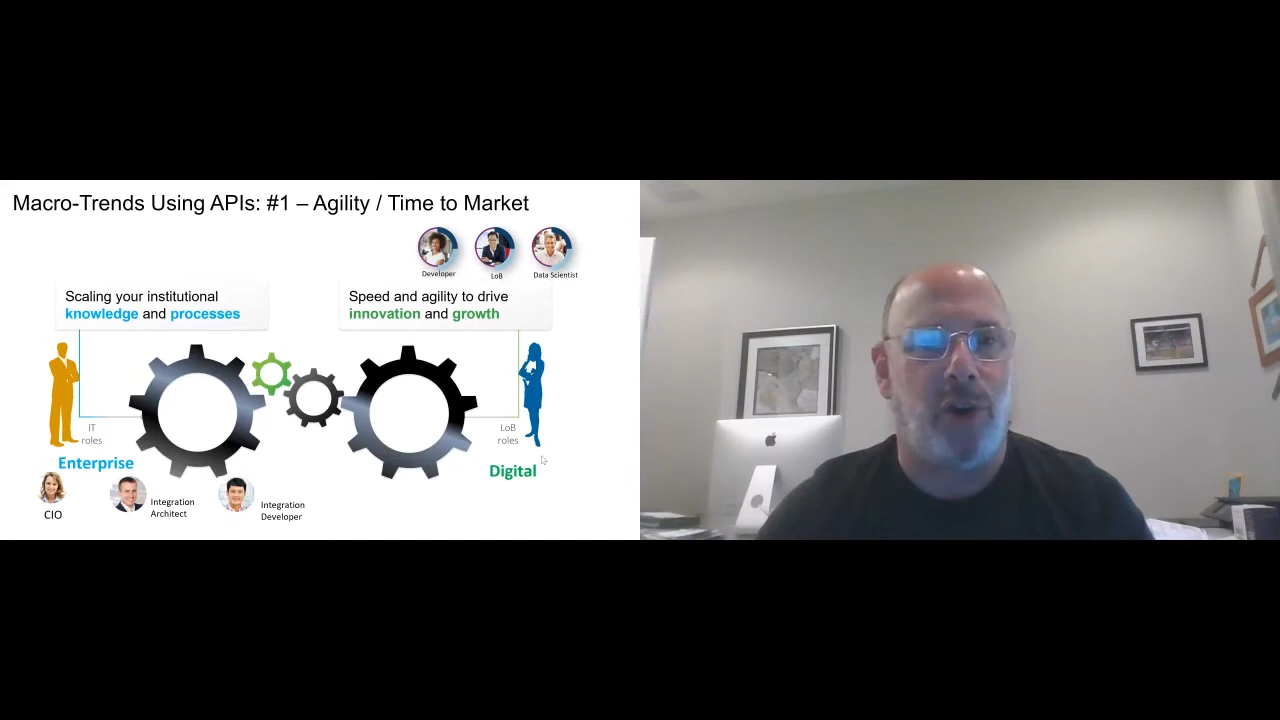 Macro-Trends Using APIs: #1 – Agility / Time to Market
Developer
LoB
Data Scientist
Scaling your institutional
knowledge and processes
Speed and agility to drive
innovation and growth
IT
roles
LoB
roles
Enterprise
Digital
CIO
Integration
Architect
Integration
Developer